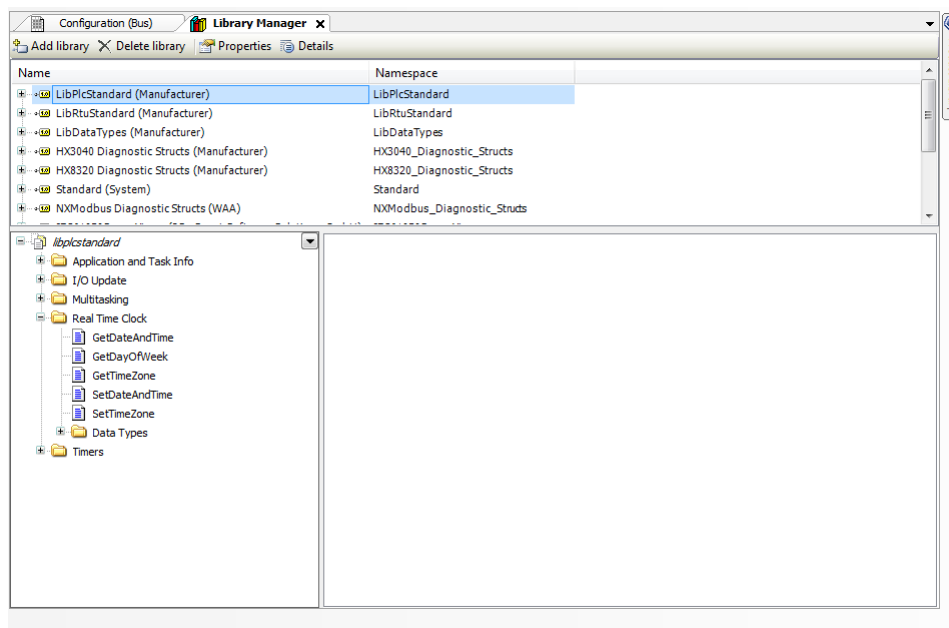 Configuration (Bus) Library Manager
Add library Delete library Properties Details
Name Namespace
LibPlcStandard (Manufacturer) LibPlcStandard
LibRtuStandard (Manufacturer) LibRtuStandard
LibDataTypes (Manufacturer) LibDataTypes
HX3040 Diagnostic Structs (Manufacturer) HX3040_Diagnostic_Structs
HX8320 Diagnostic Structs (Manufacturer) HX8320_Diagnostic_Structs
Standard (System) Standard
NXModbus Diagnostic Structs (WAA) NXModbus_Diagnostic_Structs
libplcstandard
Application and Task Info
I/O Update
Multitasking
Real Time Clock
GetDateAndTime
GetDayOfWeek
GetTimeZone
SetDateAndTime
SetTimeZone
Data Types
Timers